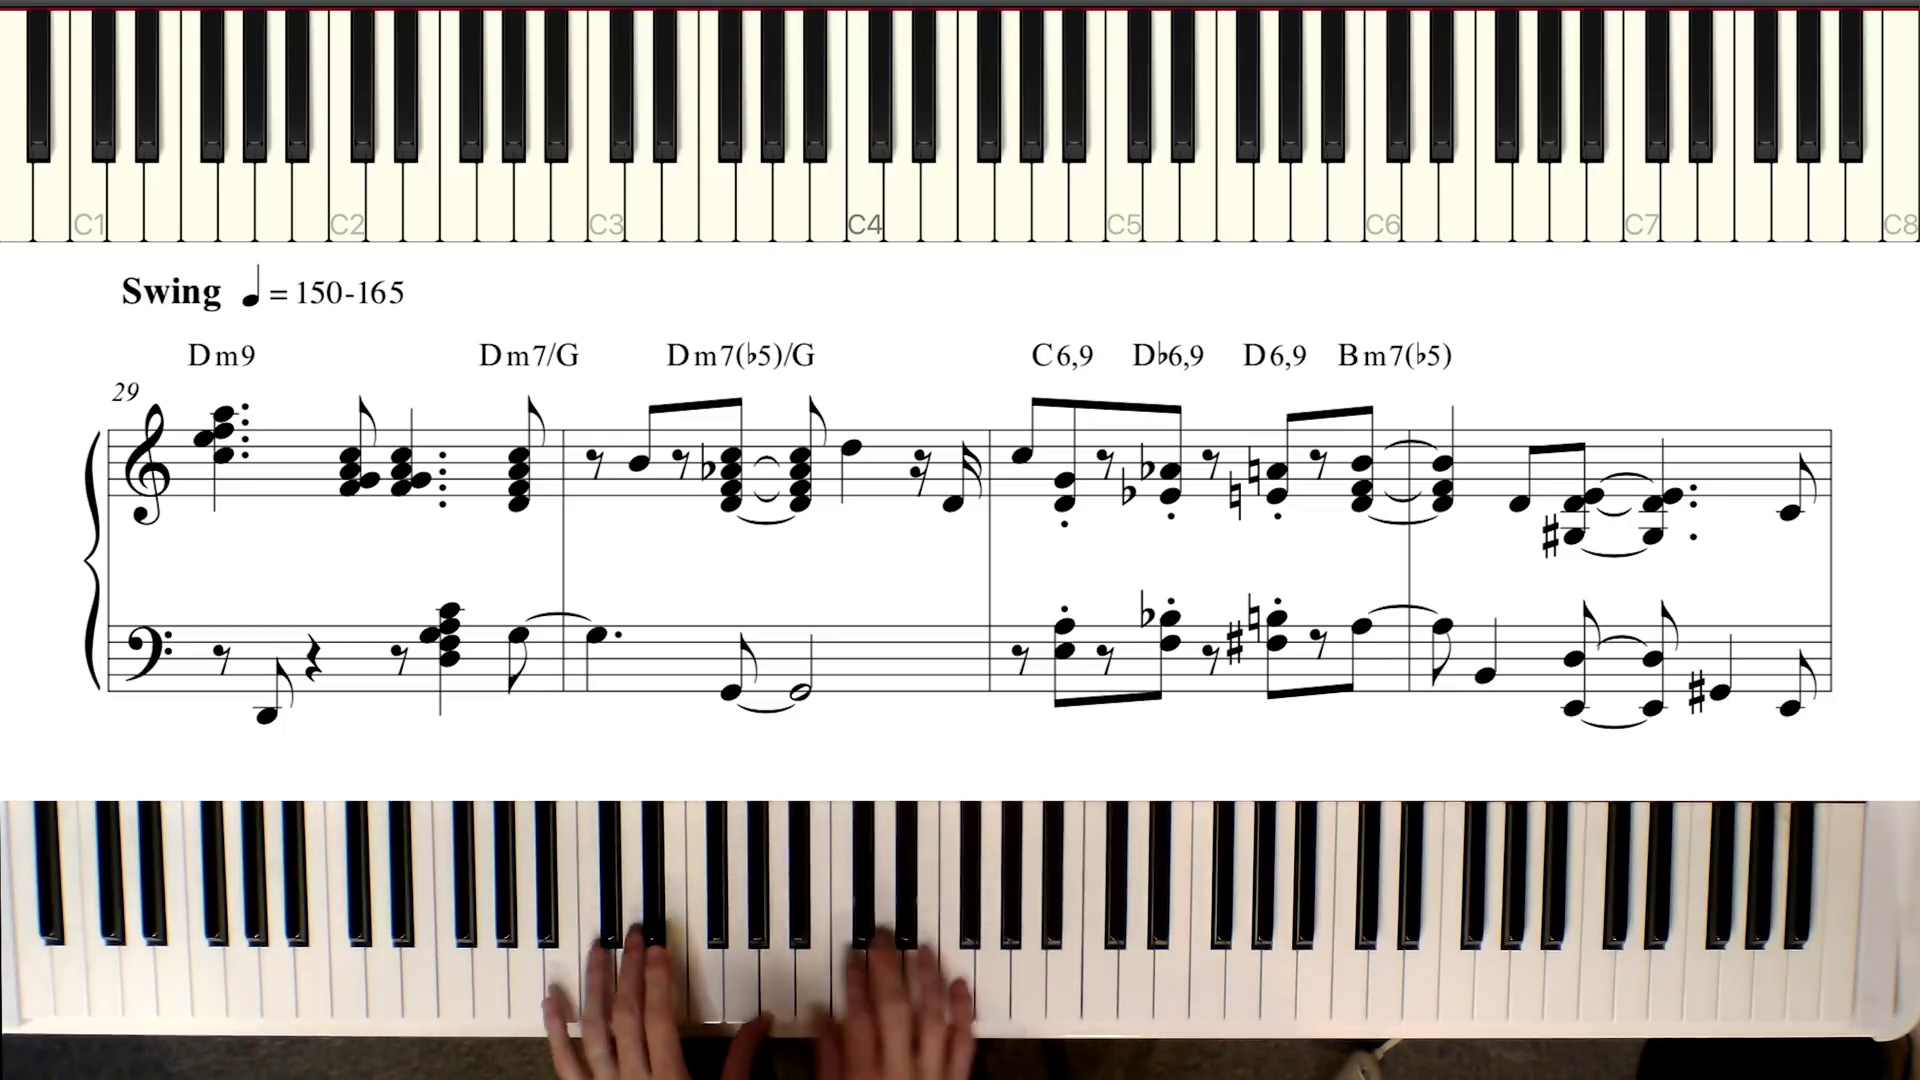 C1 C2 C3 C4 C5 C6 C7 C8
Swing ♩ = 150-165
Dm9 Dm7/G Dm7(♭5)/G C6,9 D♭6,9 D6,9 Bm7(♭5)
29